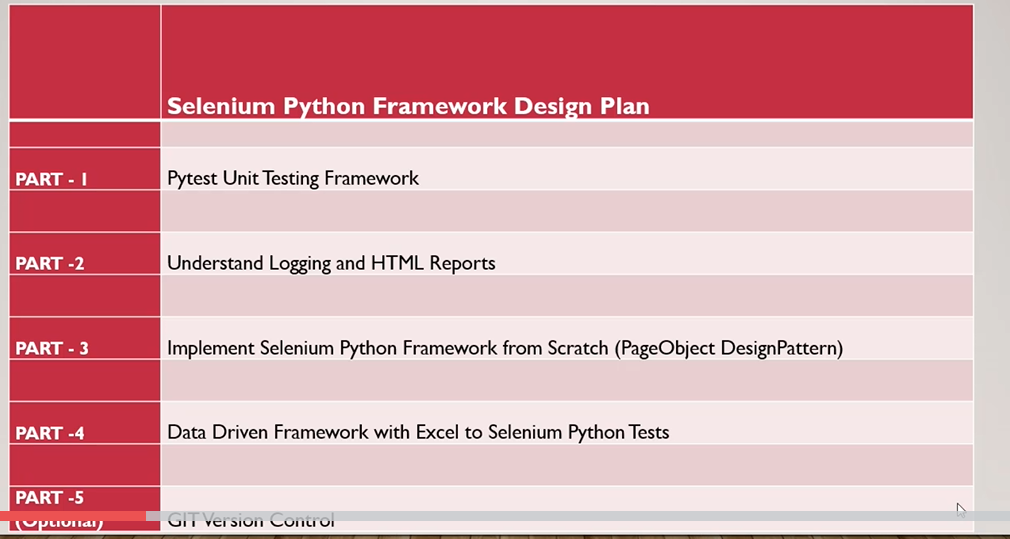 Selenium Python Framework Design Plan
PART - 1 Pytest Unit Testing Framework
PART -2 Understand Logging and HTML Reports
PART - 3 Implement Selenium Python Framework from Scratch (PageObject DesignPattern)
PART -4 Data Driven Framework with Excel to Selenium Python Tests
PART -5
(Optional) GIT Version Control